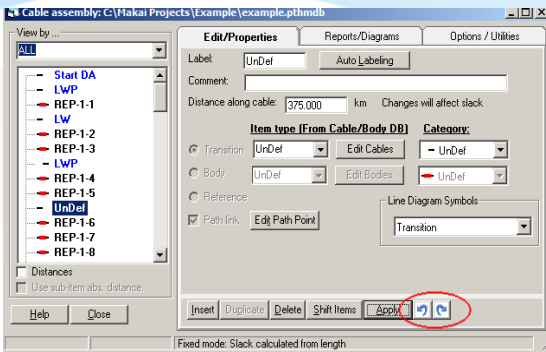 Cable assembly: C:\Makai Projects\Example\example.pthmdb
View by ...
ALL
Start DA
LWP
REP-1-1
LW
REP-1-2
REP-1-3
LWP
REP-1-4
REP-1-5
UnDef
REP-1-6
REP-1-7
REP-1-8
Distances
Use sub-item abs. distance.
Help Close
Edit/Properties Reports/Diagrams Options / Utilities
Label: UnDef Auto Labeling
Comment:
Distance along cable: 375.000 km Changes will affect slack
Item type [From Cable/Body DB] Category:
Transition UnDef Edit Cables UnDef
Body UnDef Edit Bodies UnDef
Reference
Path link Edit Path Point
Line Diagram Symbols
Transition
Insert Duplicate Delete Shift Items Apply
Fixed mode: Slack calculated from length